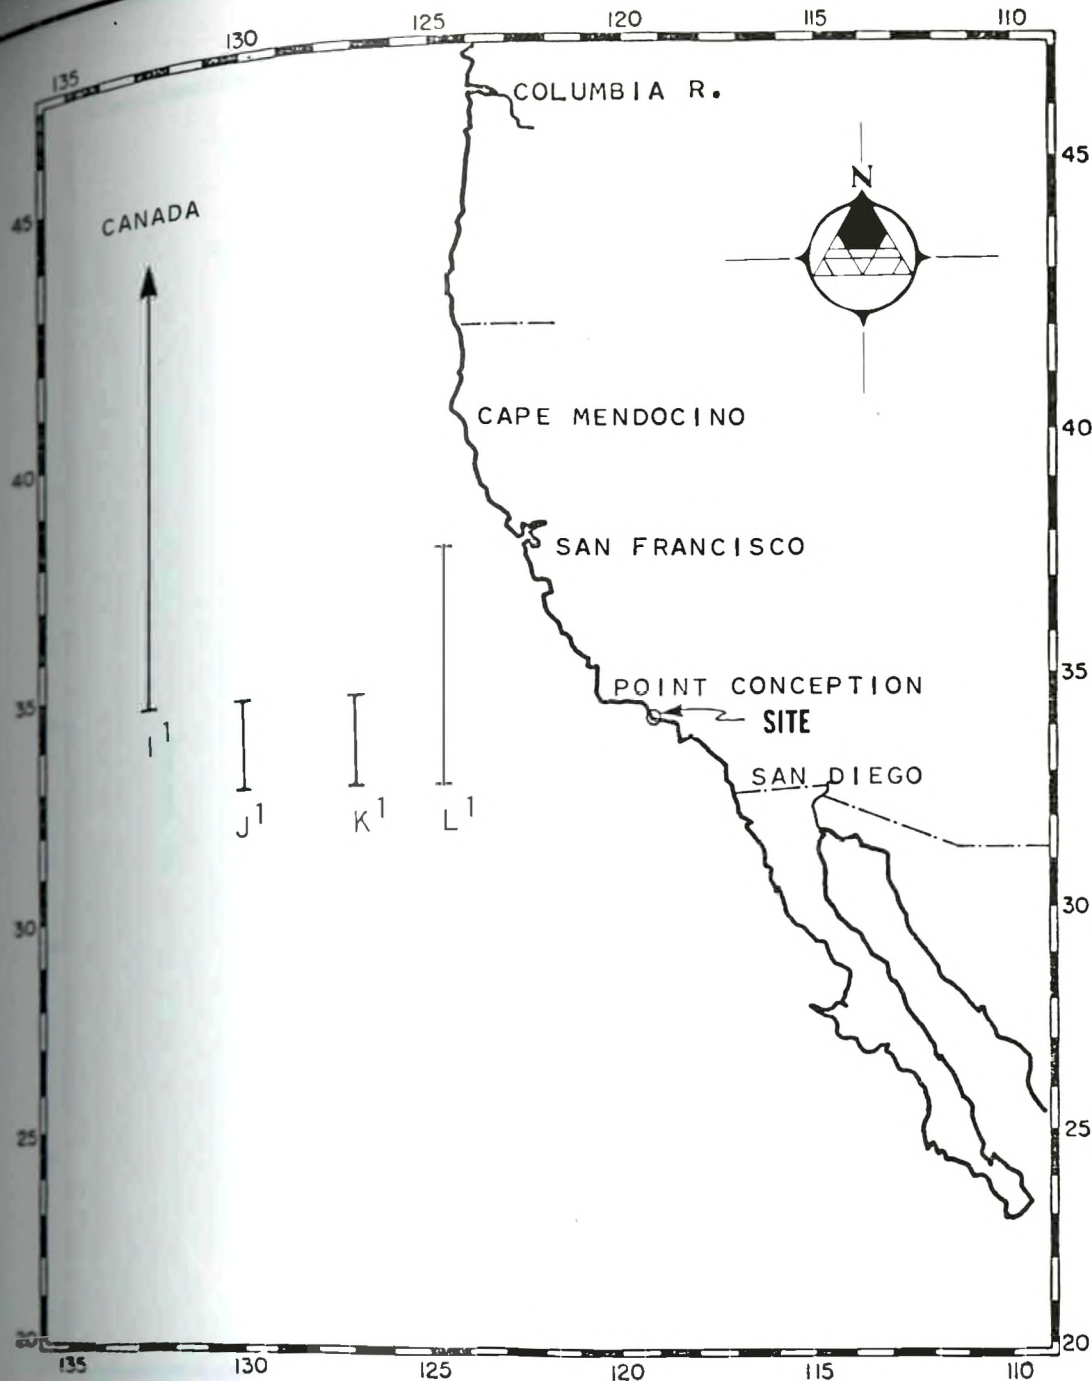 135 130 125 120 115 110
COLUMBIA R.
45
N
45
CANADA
CAPE MENDOCINO
40
40
SAN FRANCISCO
35
POINT CONCEPTION
35
SITE
I¹
SAN DIEGO
J¹ K¹ L¹
30
30
25
25
20
20
135 130 125 120 115 110